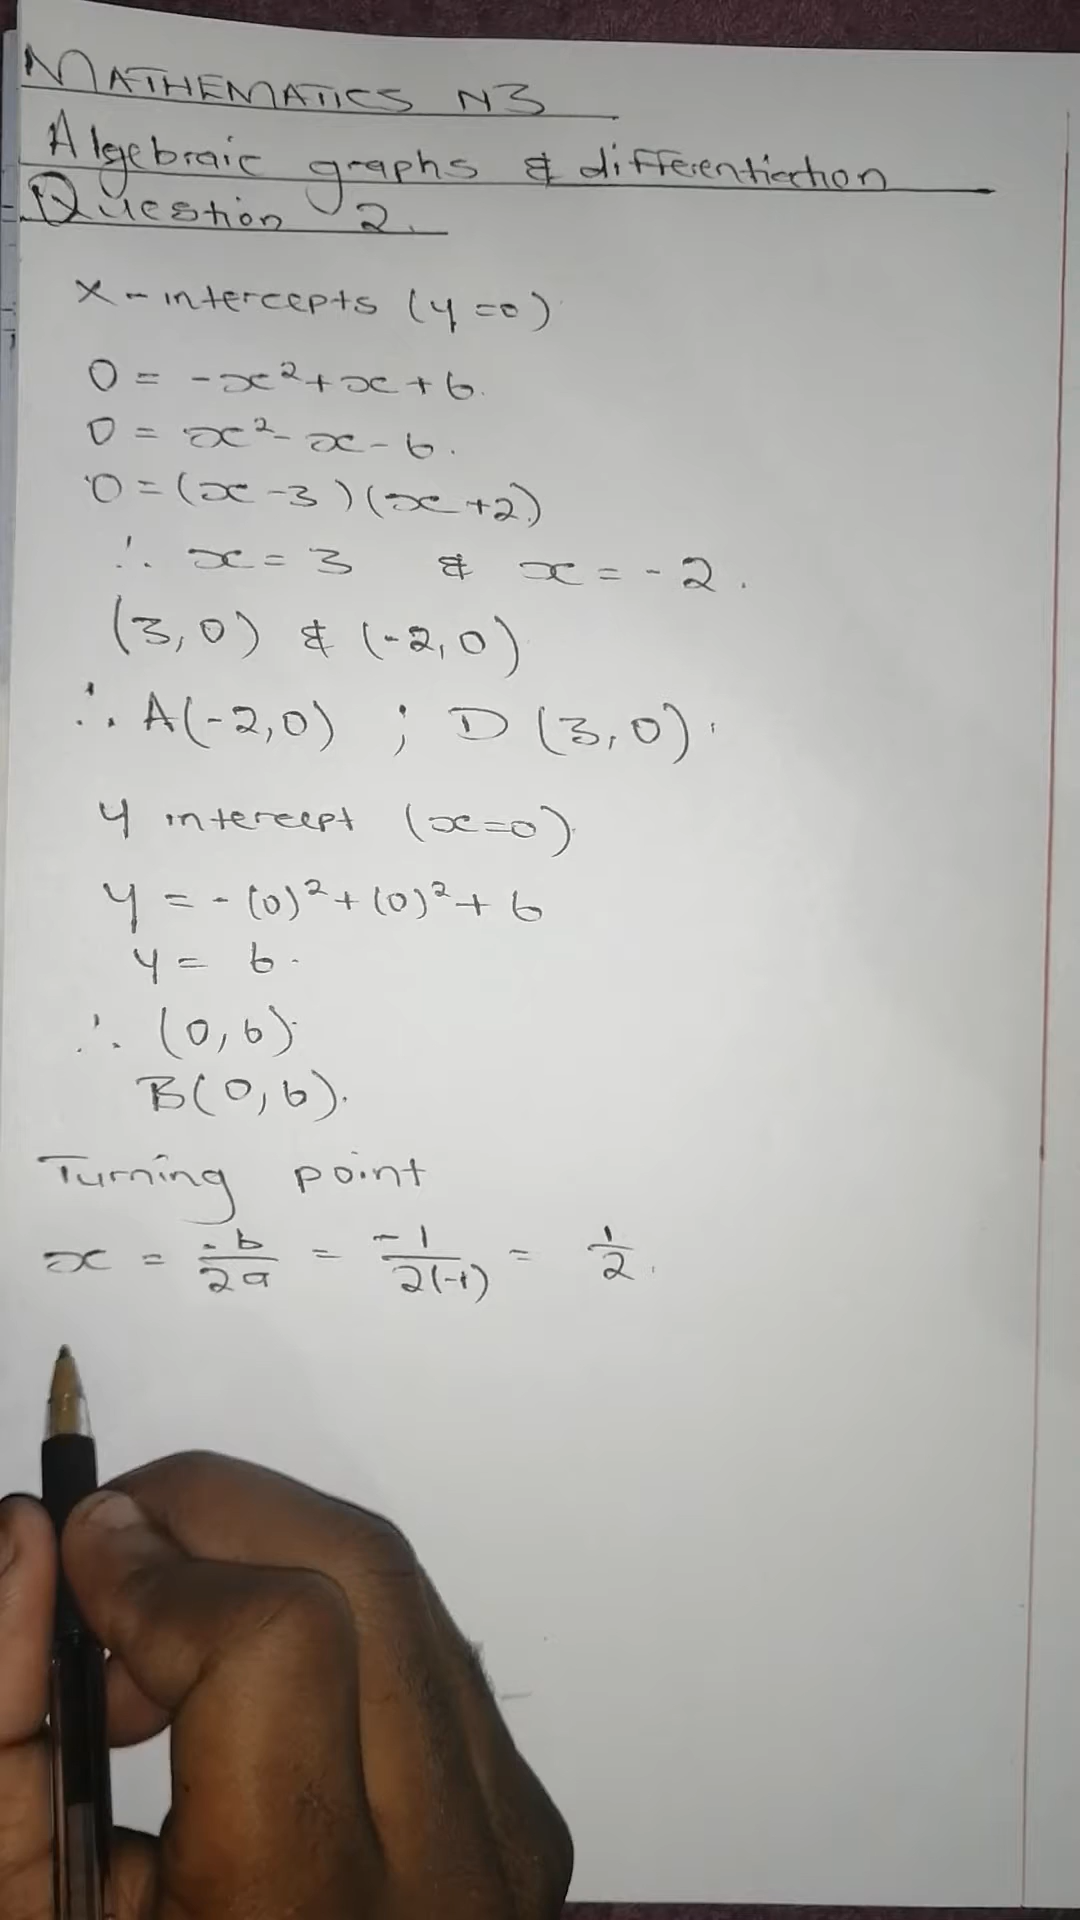 MATHEMATICS N3
Algebraic graphs & differentiation
Question 2.
x-intercepts (y=0)
0 = -x²+x+6.
0 = x²-x-6.
0=(x-3)(x+2)
∴ x=3 & x=-2.
(3,0) & (-2,0)
∴ A(-2,0) ; D(3,0).
y intercept (x=0)
y = -(0)²+(0)²+6
y = 6.
∴ (0,6)
B(0,6).
Turning point
x = -b/2a = -1/2(-1) = 1/2.